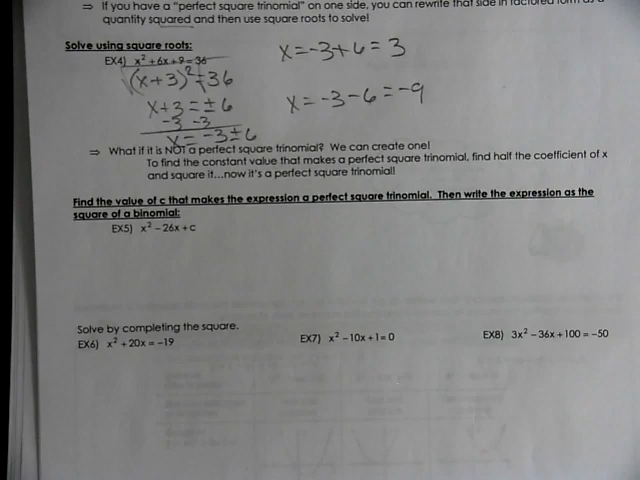 ⇒ If you have a "perfect square trinomial" on one side, you can rewrite that side in factored form as a
quantity squared and then use square roots to solve!
Solve using square roots:
EX4) x² + 6x + 9 = 36
√(x+3)² = √36
x+3 = ±6
-3 -3
x = -3 ± 6
x = -3+6 = 3
x = -3-6 = -9
⇒ What if it is NOT a perfect square trinomial? We can create one!
To find the constant value that makes a perfect square trinomial, find half the coefficient of x
and square it...now it's a perfect square trinomial!
Find the value of c that makes the expression a perfect square trinomial. Then write the expression as the
square of a binomial:
EX5) x² – 26x + c
Solve by completing the square.
EX6) x² + 20x = –19
EX7) x² – 10x + 1 = 0
EX8) 3x² – 36x + 100 = –50